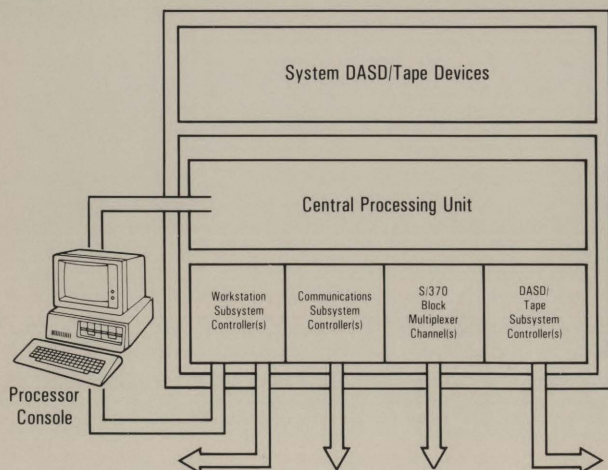 System DASD/Tape Devices
Central Processing Unit
Workstation
Subsystem
Controller(s)
Communications
Subsystem
Controller(s)
S/370
Block
Multiplexer
Channel(s)
DASD/
Tape
Subsystem
Controller(s)
Processor
Console